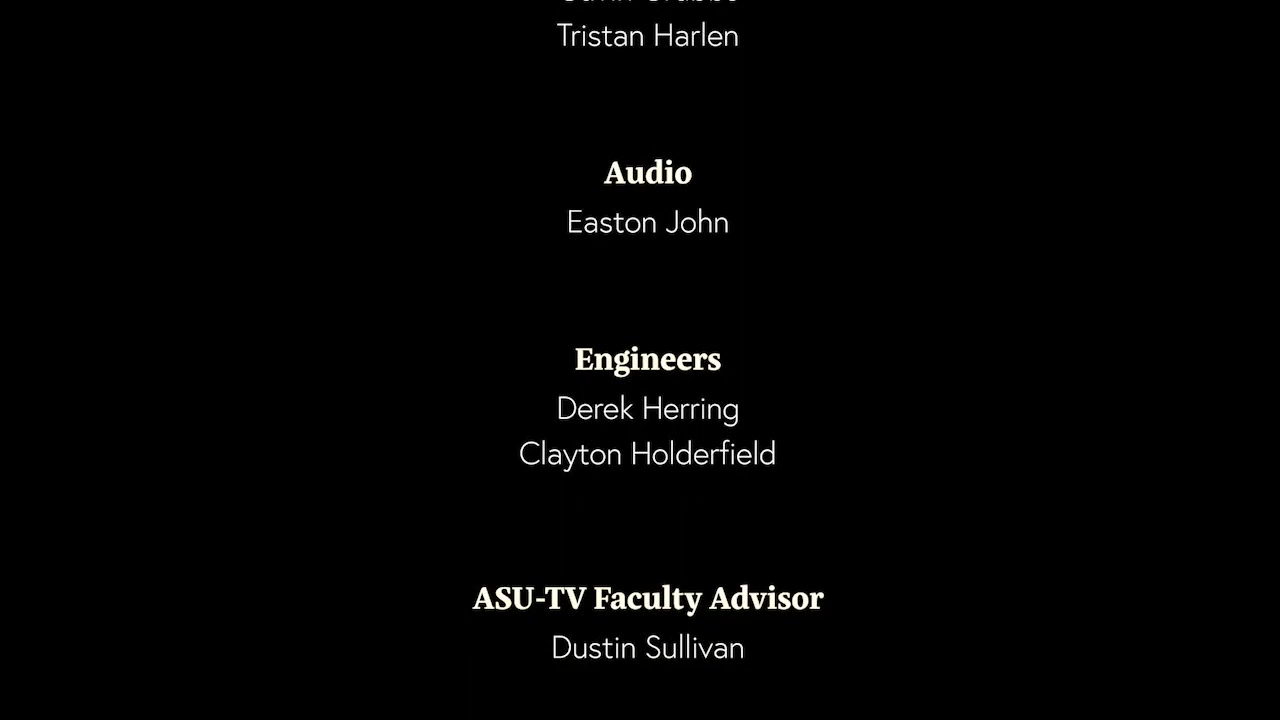 Tristan Harlen
Audio
Easton John
Engineers
Derek Herring
Clayton Holderfield
ASU-TV Faculty Advisor
Dustin Sullivan